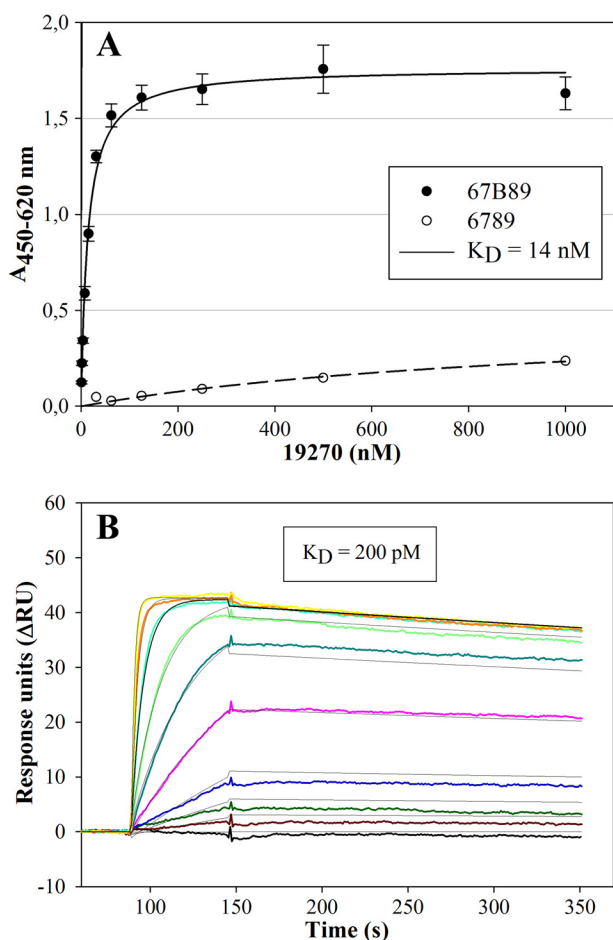 A
2,0
1,5
1,0
0,5
0,0
A450-620 nm
67B89
6789
KD = 14 nM
0 200 400 600 800 1000
19270 (nM)
B
KD = 200 pM
60
50
40
30
20
10
0
-10
Response units (ΔRU)
100 150 200 250 300 350
Time (s)